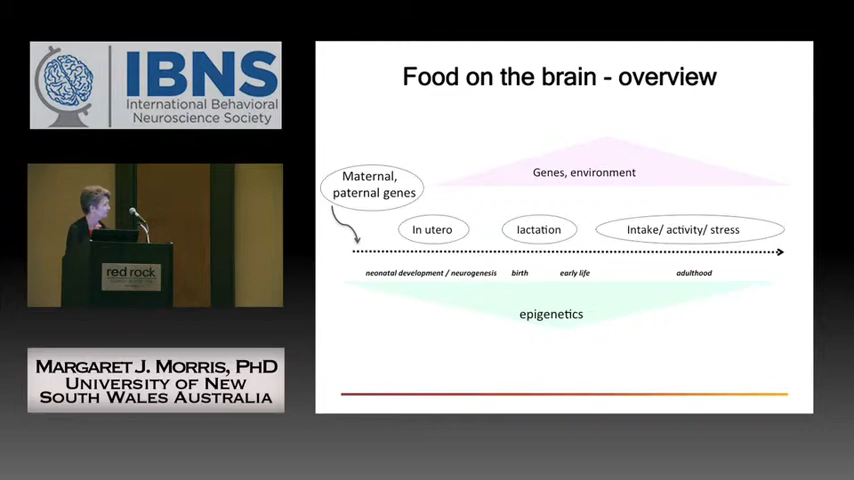 IBNS
International Behavioral
Neuroscience Society
red rock
MARGARET J. MORRIS, PHD
UNIVERSITY OF NEW
SOUTH WALES AUSTRALIA
Food on the brain - overview
Genes, environment
Maternal,
paternal genes
In utero
lactation
Intake/ activity/ stress
neonatal development / neurogenesis
birth
early life
adulthood
epigenetics